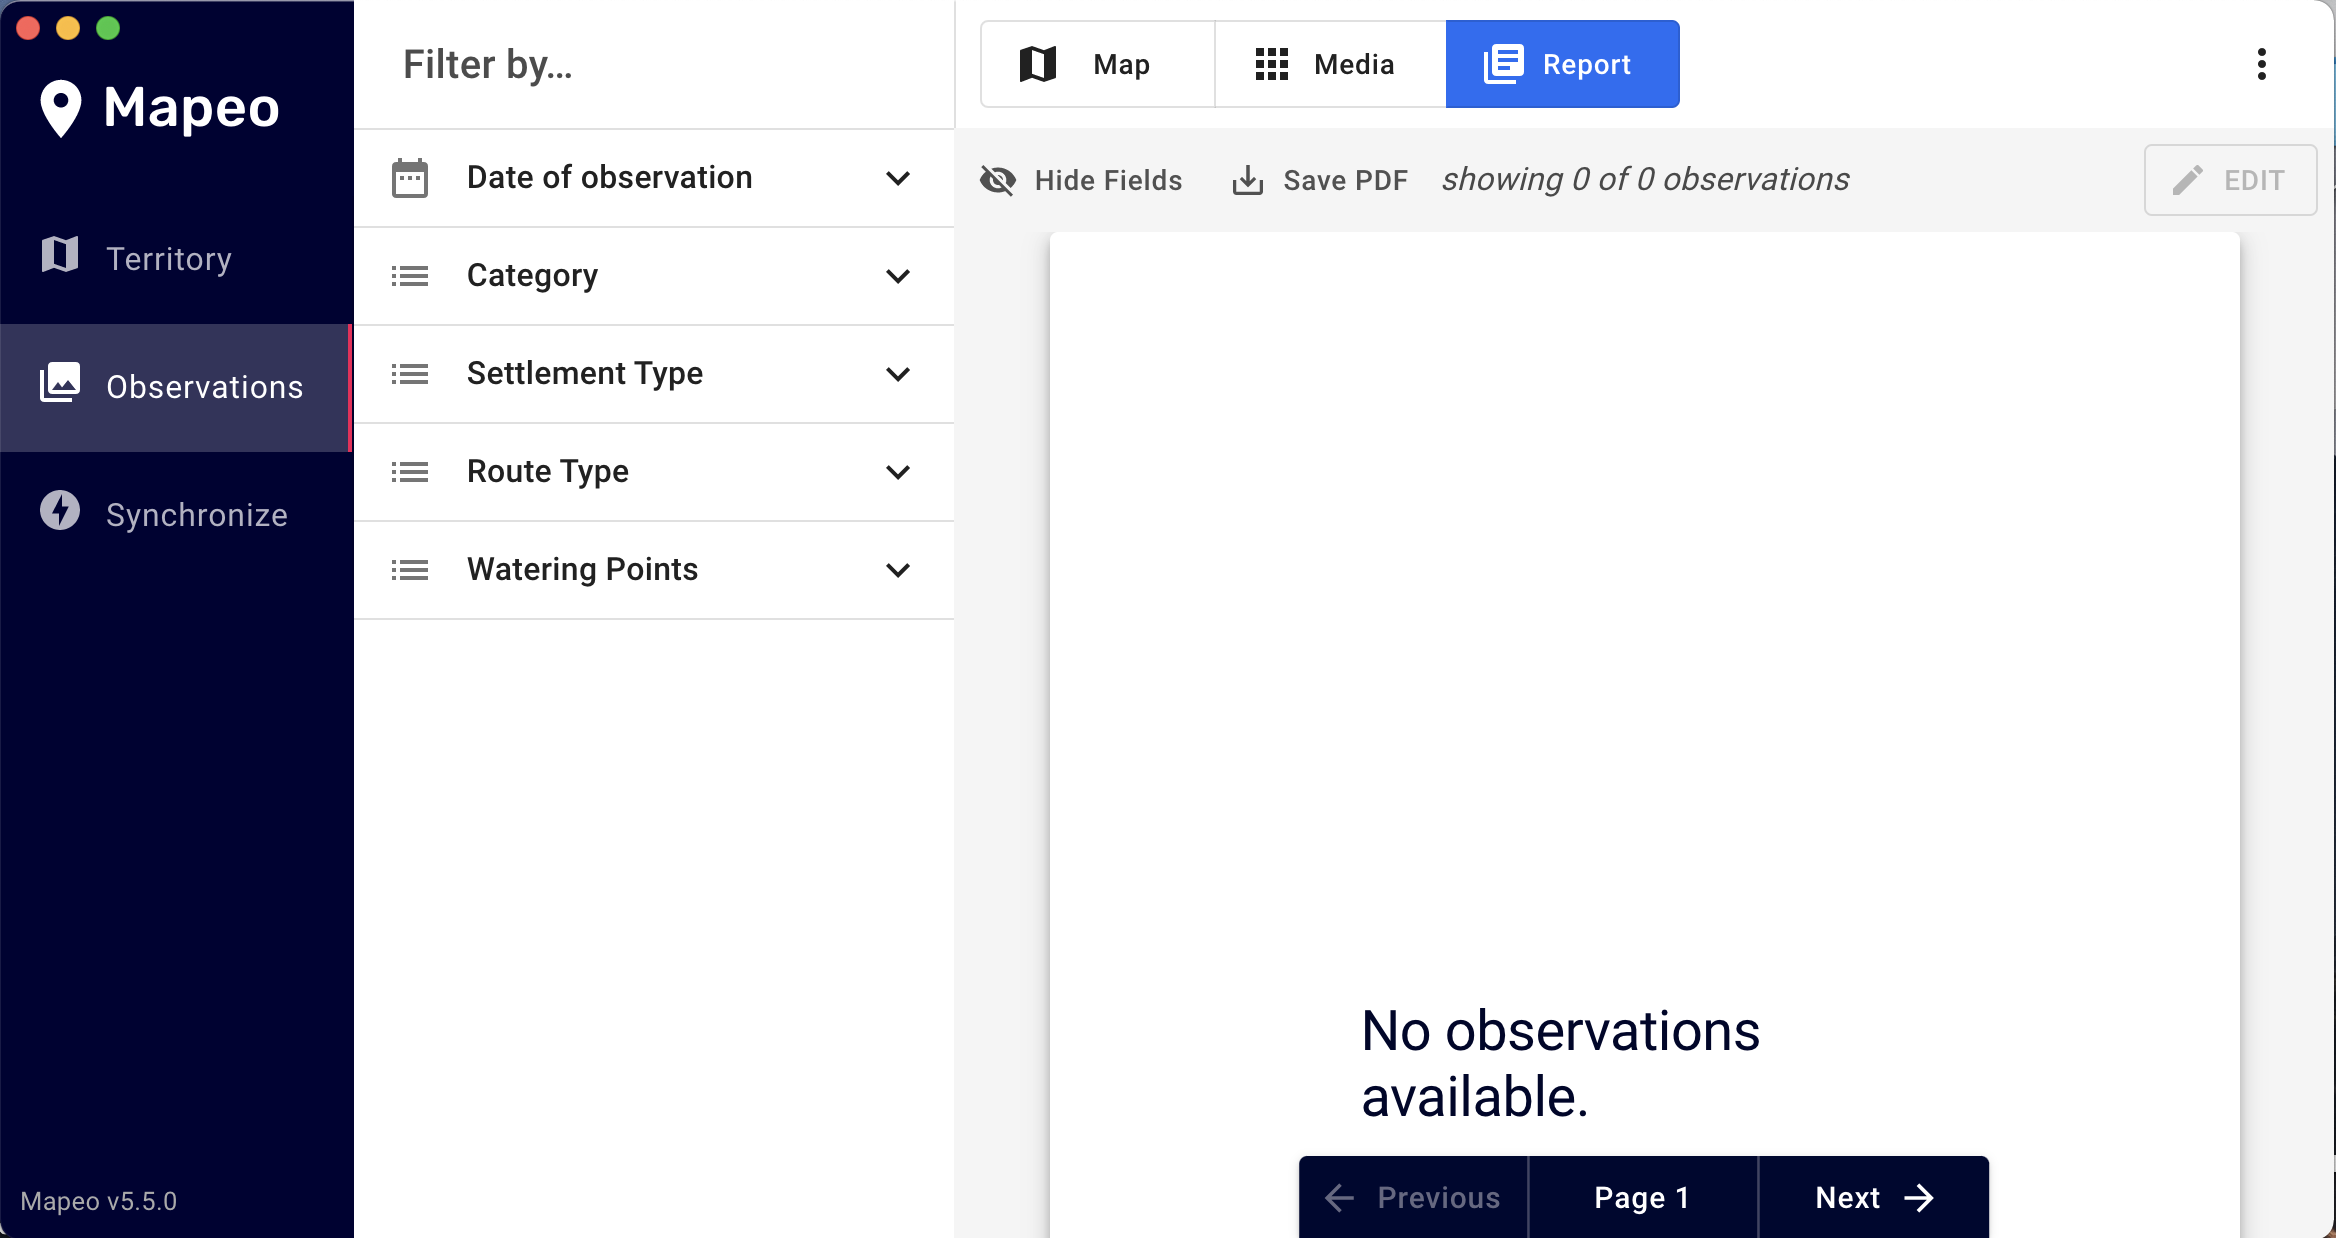 Mapeo
Territory
Observations
Synchronize
Mapeo v5.5.0
Filter by...
Date of observation
Category
Settlement Type
Route Type
Watering Points
Map
Media
Report
Hide Fields
Save PDF
showing 0 of 0 observations
EDIT
No observations
available.
Previous
Page 1
Next